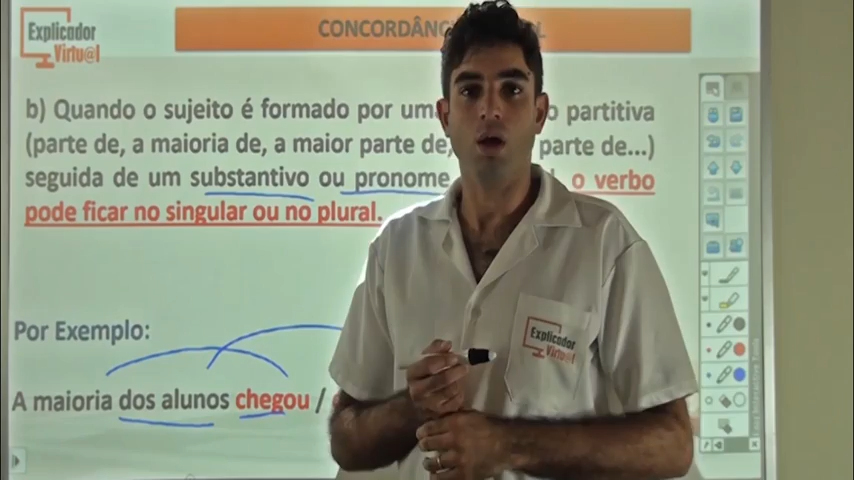 Explicador
Virtu@l
CONCORDÂN L
b) Quando o sujeito é formado por um partitiva
(parte de, a maioria de, a maior parte de, parte de...)
seguida de um substantivo ou pronome o verbo
pode ficar no singular ou no plural.
Por Exemplo:
A maioria dos alunos chegou /
Explicador
Virtu@l